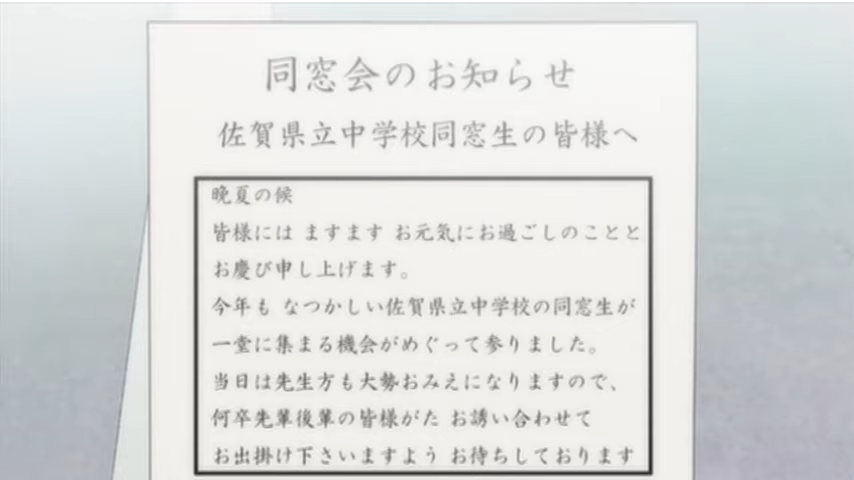 同窓会のお知らせ
佐賀県立中学校同窓生の皆様へ
晩夏の候
皆様には ますます お元気にお過ごしのことと
お慶び申し上げます。
今年も なつかしい佐賀県立中学校の同窓生が
一堂に集まる機会がめぐって参りました。
当日は先生方も大勢おみえになりますので、
何卒先輩後輩の皆様がた お誘い合わせて
お出掛け下さいますよう お待ちしております